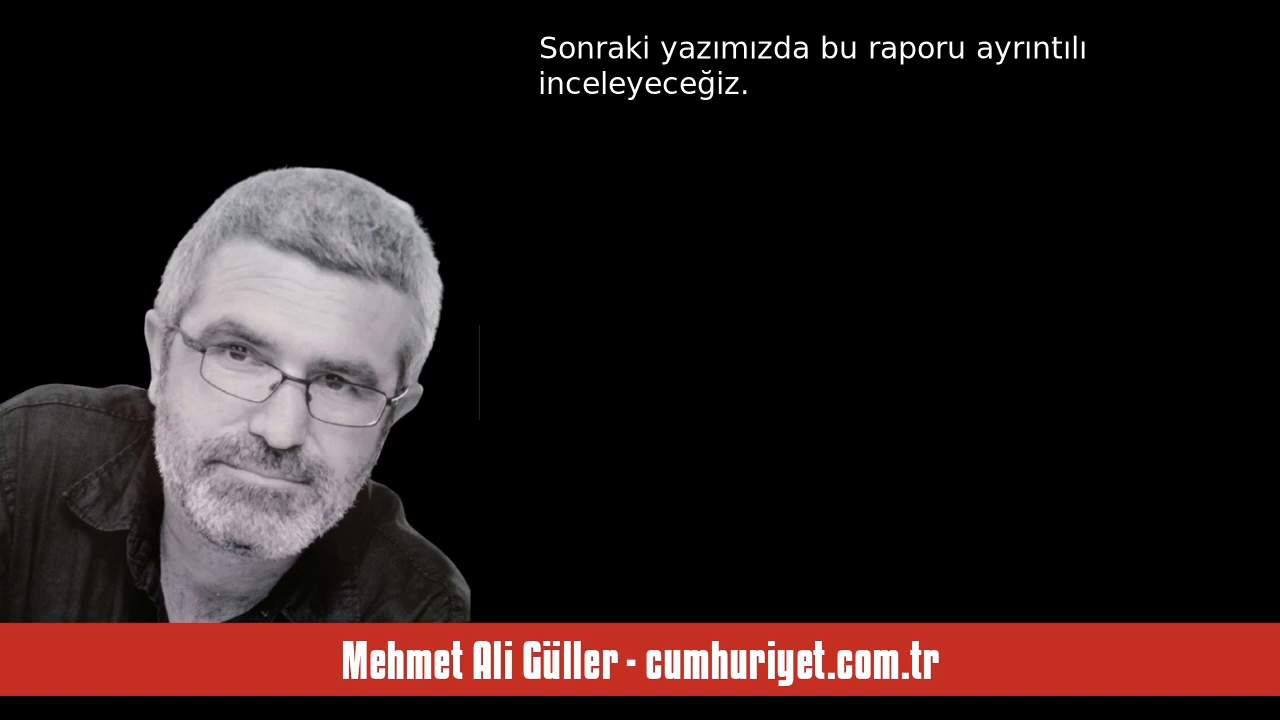 Sonraki yazımızda bu raporu ayrıntılı
inceleyeceğiz.
Mehmet Ali Güller - cumhuriyet.com.tr